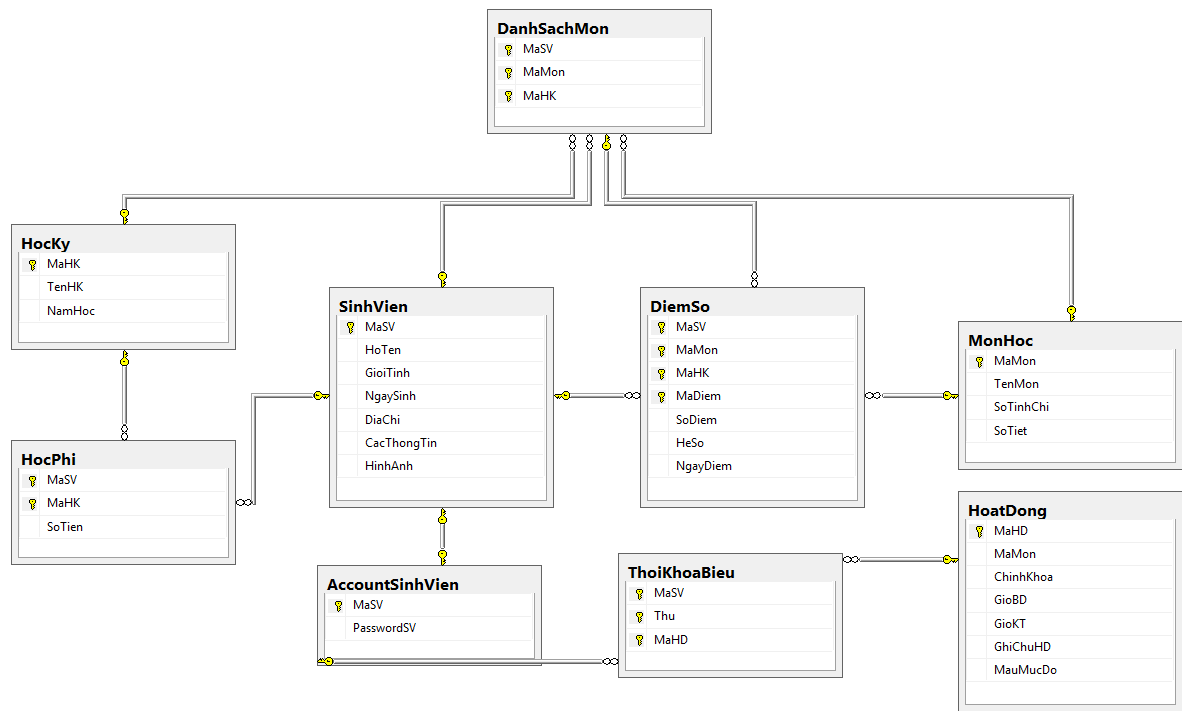 DanhSachMon
MaSV
MaMon
MaHK
HocKy
MaHK
TenHK
NamHoc
SinhVien
MaSV
HoTen
GioiTinh
NgaySinh
DiaChi
CacThongTin
HinhAnh
DiemSo
MaSV
MaMon
MaHK
MaDiem
SoDiem
HeSo
NgayDiem
MonHoc
MaMon
TenMon
SoTinChi
SoTiet
HocPhi
MaSV
MaHK
SoTien
AccountSinhVien
MaSV
PasswordSV
ThoiKhoaBieu
MaSV
Thu
MaHD
HoatDong
MaHD
MaMon
ChinhKhoa
GioBD
GioKT
GhiChuHD
MauMucDo